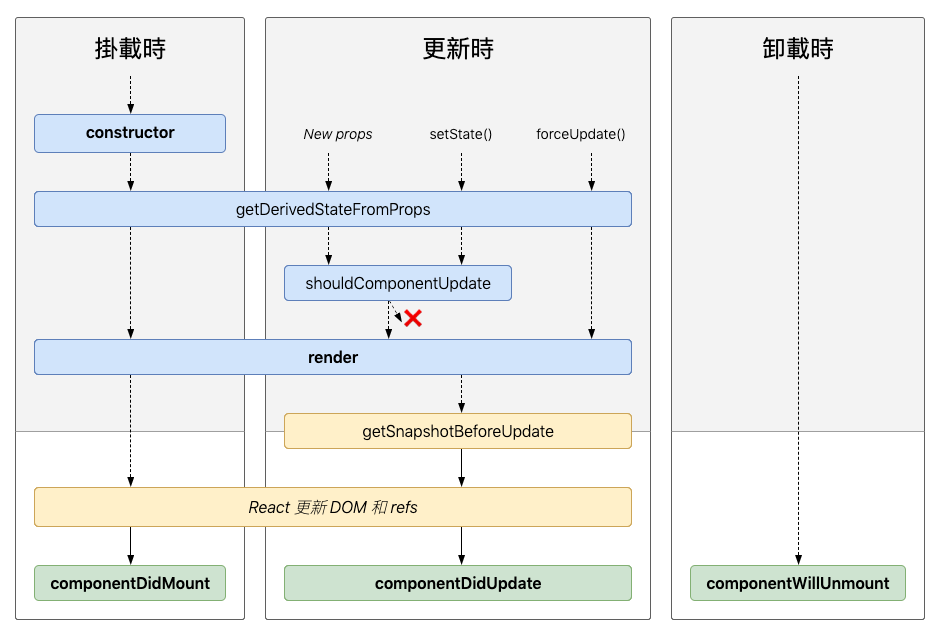 掛載時
更新時
卸載時
constructor
New props
setState()
forceUpdate()
getDerivedStateFromProps
shouldComponentUpdate
render
getSnapshotBeforeUpdate
React 更新 DOM 和 refs
componentDidMount
componentDidUpdate
componentWillUnmount